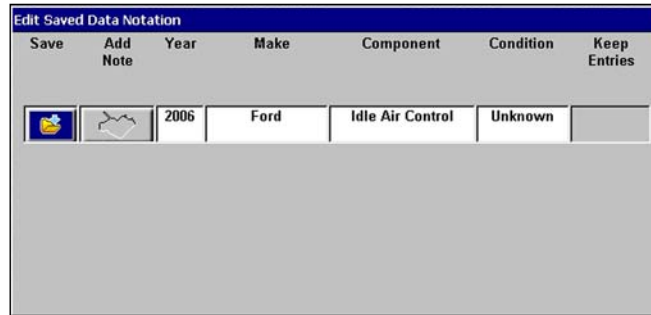 Edit Saved Data Notation
Save Add Note Year Make Component Condition Keep Entries
2006 Ford Idle Air Control Unknown